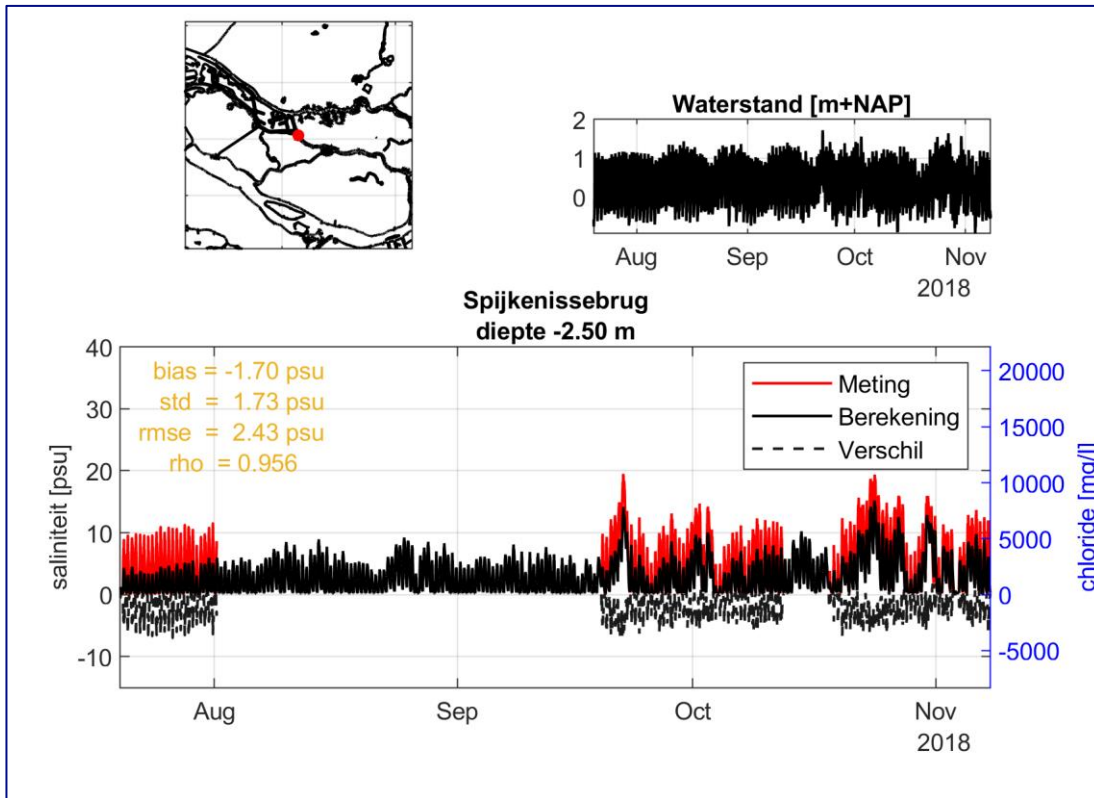 Waterstand [m+NAP]
2
1
0
Aug Sep Oct Nov
2018
Spijkenissebrug
diepte -2.50 m
40
30
20
10
0
-10
saliniteit [psu]
bias = -1.70 psu
std = 1.73 psu
rmse = 2.43 psu
rho = 0.956
Meting
Berekening
Verschil
20000
15000
10000
5000
0
-5000
chloride [mg/l]
Aug Sep Oct Nov
2018